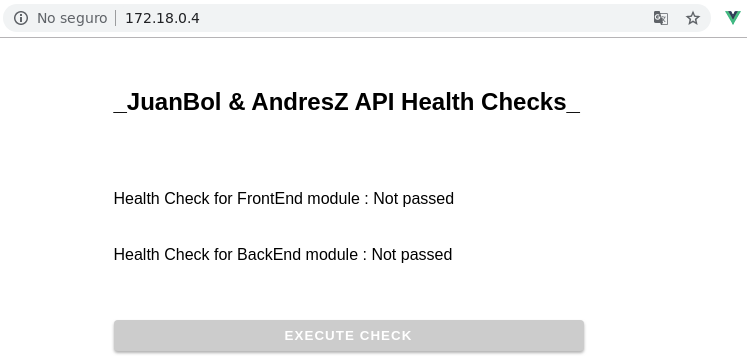 No seguro 172.18.0.4
_JuanBol & AndresZ API Health Checks_
Health Check for FrontEnd module : Not passed
Health Check for BackEnd module : Not passed
EXECUTE CHECK